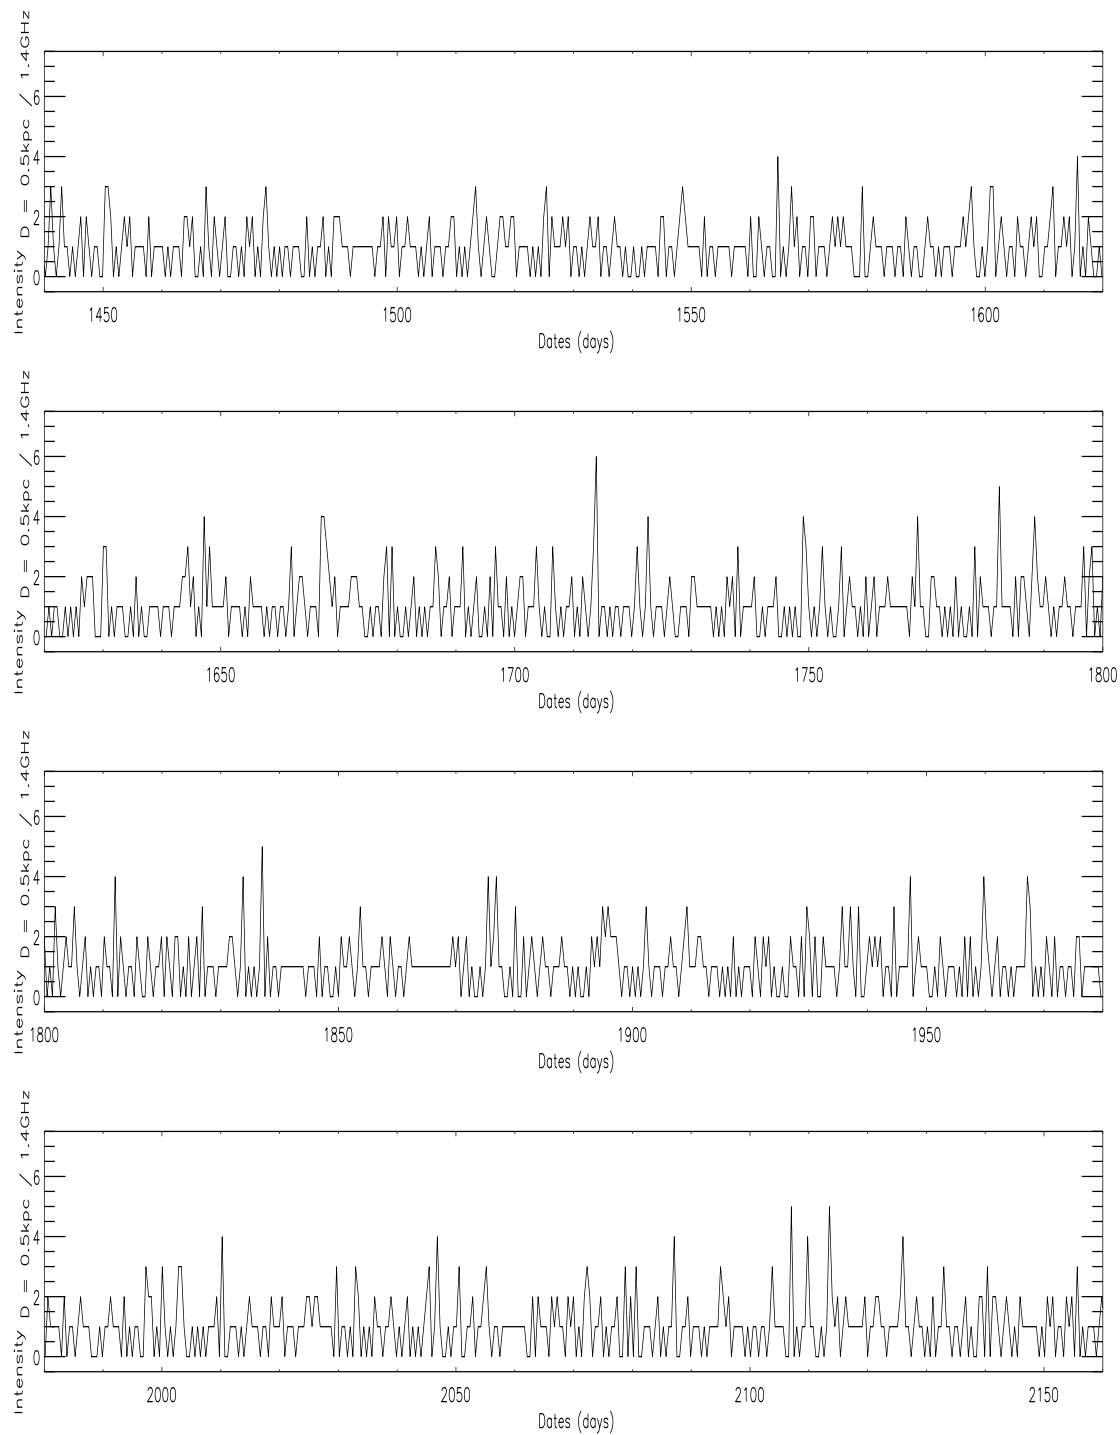 Intensity D = 0.5kpc / 1.4GHz
6
4
2
0
1450 1500 1550 1600
Dates (days)
Intensity D = 0.5kpc / 1.4GHz
6
4
2
0
1650 1700 1750 1800
Dates (days)
Intensity D = 0.5kpc / 1.4GHz
6
4
2
0
1800 1850 1900 1950
Dates (days)
Intensity D = 0.5kpc / 1.4GHz
6
4
2
0
2000 2050 2100 2150
Dates (days)